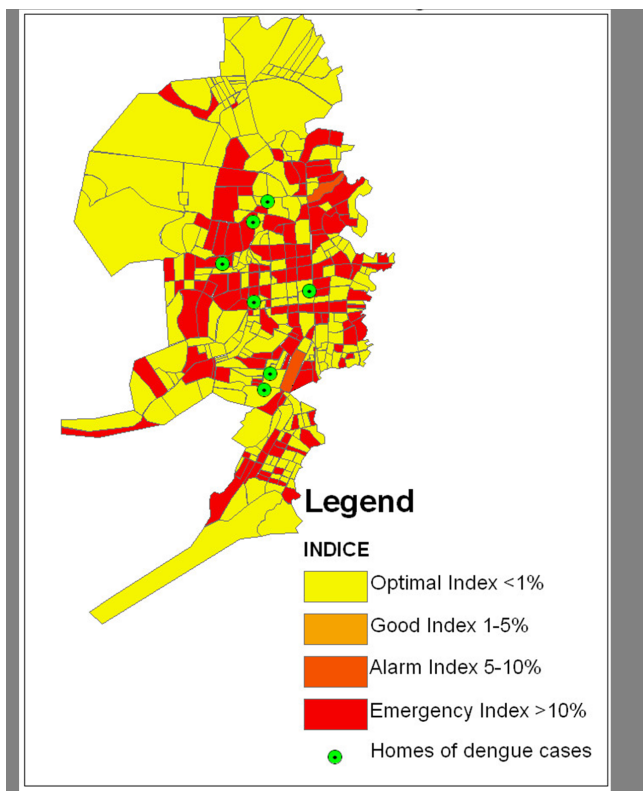 Legend
INDICE
Optimal Index <1%
Good Index 1-5%
Alarm Index 5-10%
Emergency Index >10%
Homes of dengue cases